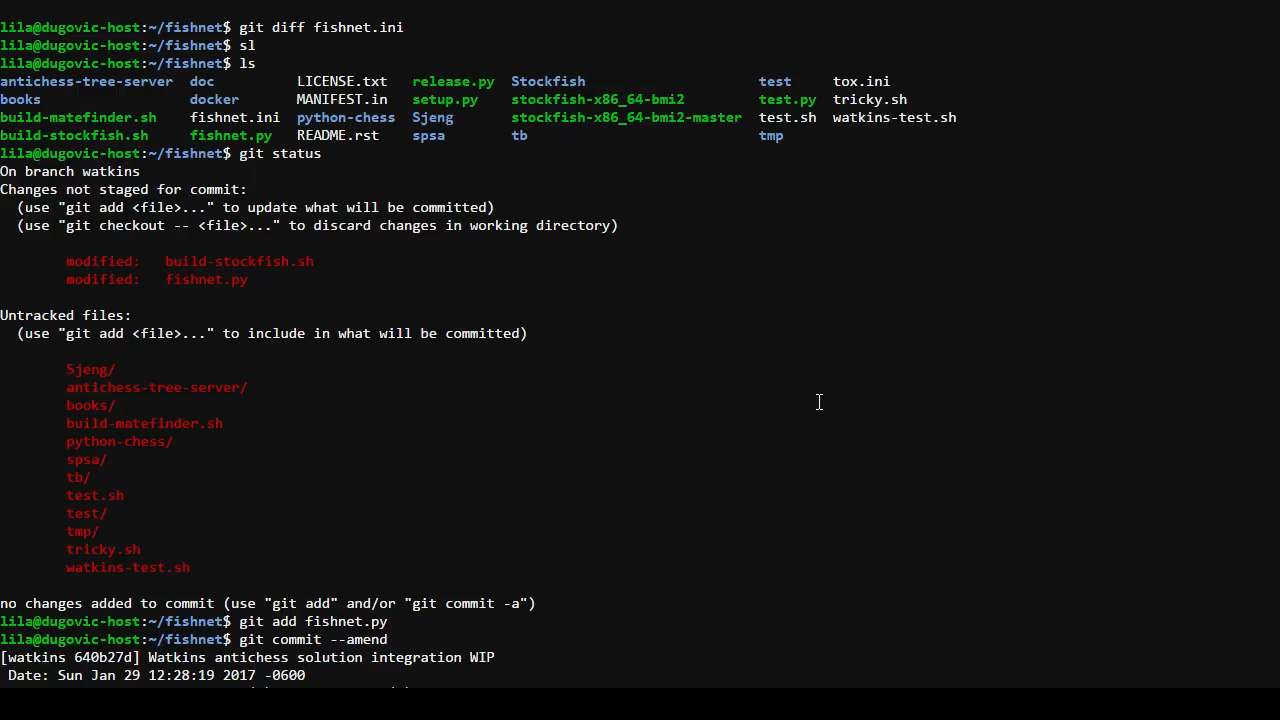 lila@dugovic-host:~/fishnet$ git diff fishnet.ini
lila@dugovic-host:~/fishnet$ sl
lila@dugovic-host:~/fishnet$ ls
antichess-tree-server  doc          LICENSE.txt   release.py  Stockfish                     test     tox.ini
books                  docker       MANIFEST.in   setup.py    stockfish-x86_64-bmi2         test.py  tricky.sh
build-matefinder.sh    fishnet.ini  python-chess  Sjeng       stockfish-x86_64-bmi2-master  test.sh  watkins-test.sh
build-stockfish.sh     fishnet.py   README.rst    spsa        tb                            tmp
lila@dugovic-host:~/fishnet$ git status
On branch watkins
Changes not staged for commit:
  (use "git add <file>..." to update what will be committed)
  (use "git checkout -- <file>..." to discard changes in working directory)
        modified:   build-stockfish.sh
        modified:   fishnet.py
Untracked files:
  (use "git add <file>..." to include in what will be committed)
        Sjeng/
        antichess-tree-server/
        books/
        build-matefinder.sh
        python-chess/
        spsa/
        tb/
        test.sh
        test/
        tmp/
        tricky.sh
        watkins-test.sh
no changes added to commit (use "git add" and/or "git commit -a")
lila@dugovic-host:~/fishnet$ git add fishnet.py
lila@dugovic-host:~/fishnet$ git commit --amend
[watkins 640b27d] Watkins antichess solution integration WIP
 Date: Sun Jan 29 12:28:19 2017 -0600